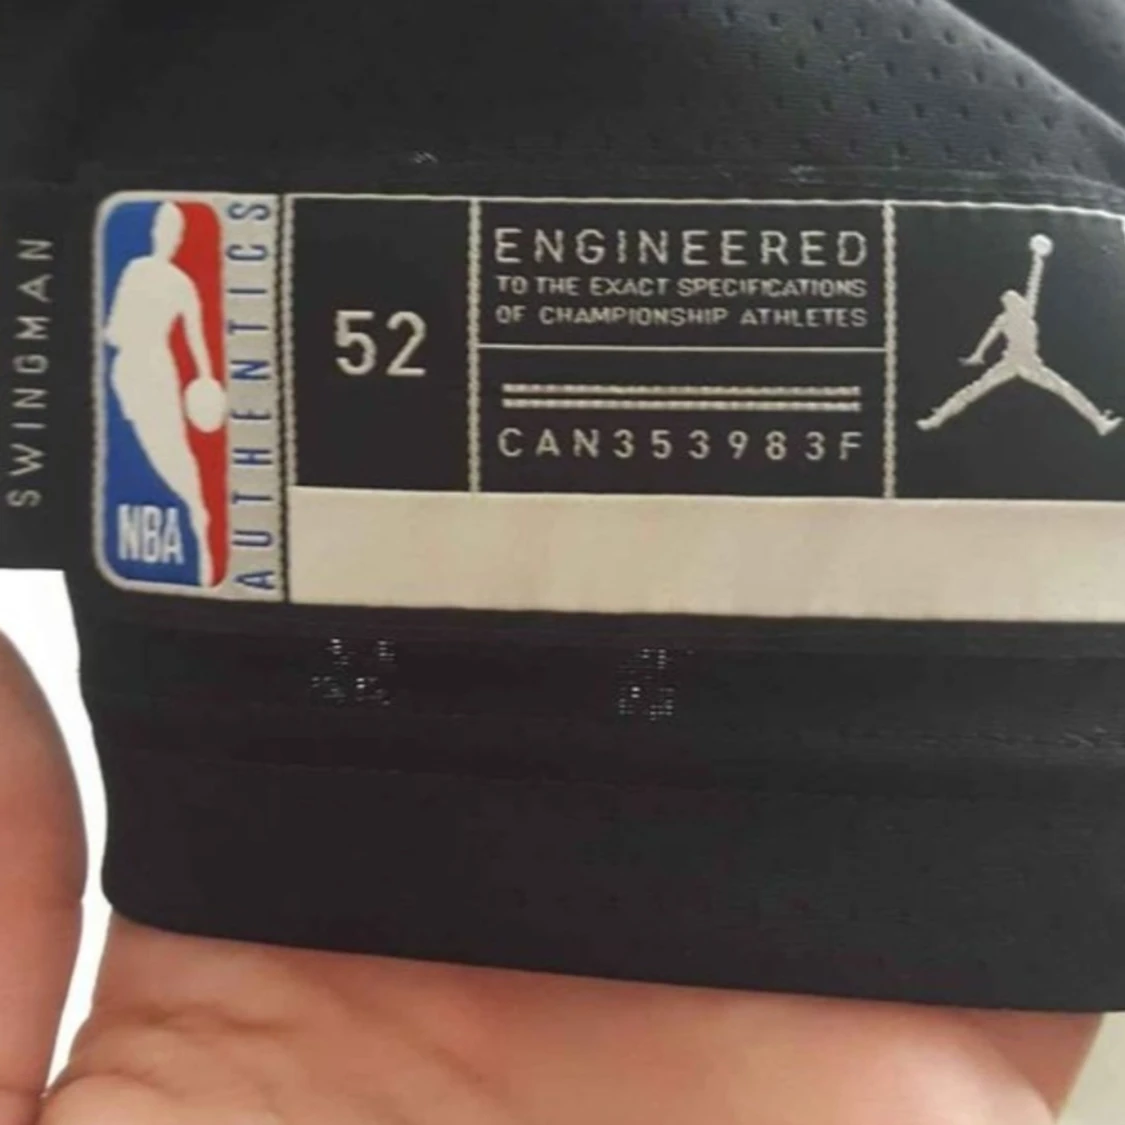 SWINGMAN
NBA
AUTHENTICS
52
ENGINEERED
TO THE EXACT SPECIFICATIONS
OF CHAMPIONSHIP ATHLETES
CAN353983F